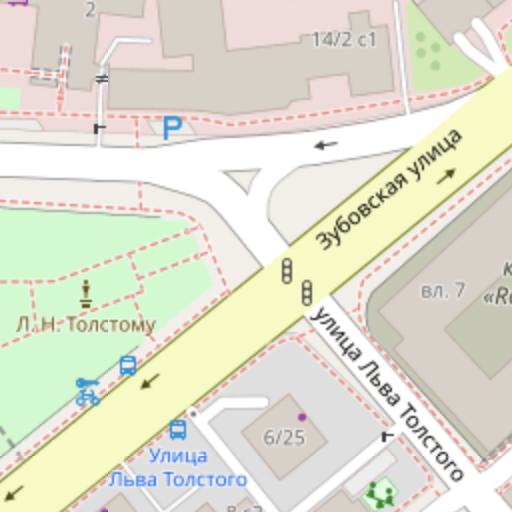 2
14/2 с1
P
Зубовская улица
вл. 7
Л. Н. Толстому
улица Льва Толстого
6/25
Улица
Льва Толстого